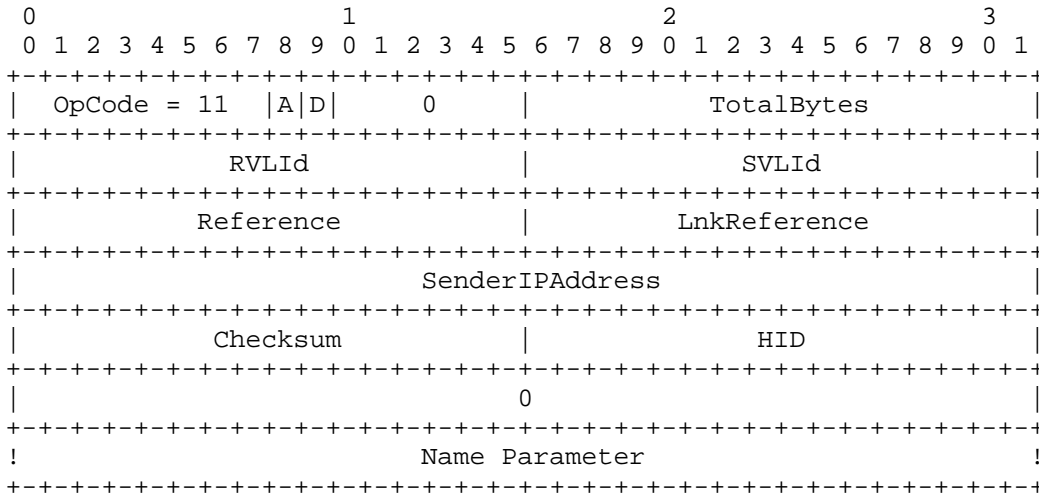 0                   1                   2                   3
 0 1 2 3 4 5 6 7 8 9 0 1 2 3 4 5 6 7 8 9 0 1 2 3 4 5 6 7 8 9 0 1
+-+-+-+-+-+-+-+-+-+-+-+-+-+-+-+-+-+-+-+-+-+-+-+-+-+-+-+-+-+-+-+-+
|  OpCode = 11  |A|D|     0     |           TotalBytes          |
+-+-+-+-+-+-+-+-+-+-+-+-+-+-+-+-+-+-+-+-+-+-+-+-+-+-+-+-+-+-+-+-+
|             RVLId             |             SVLId             |
+-+-+-+-+-+-+-+-+-+-+-+-+-+-+-+-+-+-+-+-+-+-+-+-+-+-+-+-+-+-+-+-+
|           Reference           |         LnkReference          |
+-+-+-+-+-+-+-+-+-+-+-+-+-+-+-+-+-+-+-+-+-+-+-+-+-+-+-+-+-+-+-+-+
|                         SenderIPAddress                       |
+-+-+-+-+-+-+-+-+-+-+-+-+-+-+-+-+-+-+-+-+-+-+-+-+-+-+-+-+-+-+-+-+
|            Checksum           |              HID              |
+-+-+-+-+-+-+-+-+-+-+-+-+-+-+-+-+-+-+-+-+-+-+-+-+-+-+-+-+-+-+-+-+
|                               0                               |
+-+-+-+-+-+-+-+-+-+-+-+-+-+-+-+-+-+-+-+-+-+-+-+-+-+-+-+-+-+-+-+-+
!                         Name Parameter                        !
+-+-+-+-+-+-+-+-+-+-+-+-+-+-+-+-+-+-+-+-+-+-+-+-+-+-+-+-+-+-+-+-+